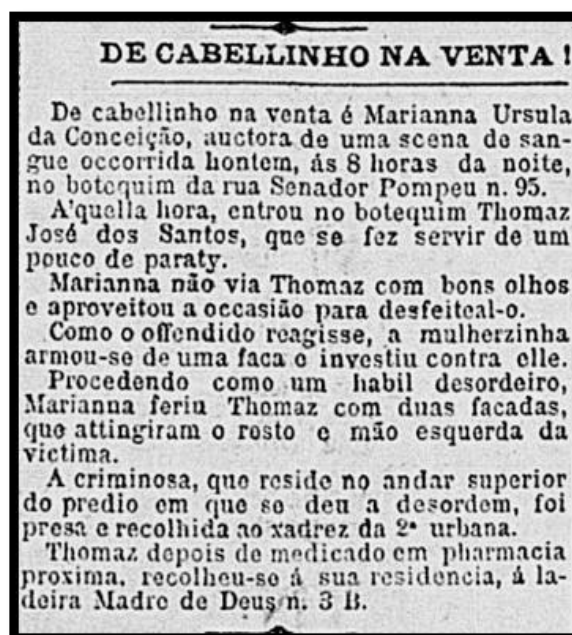 DE CABELLINHO NA VENTA !
De cabellinho na venta é Marianna Ursula
da Conceição, auctora de uma scena de san-
gue occorrida hontem, ás 8 horas da noite,
no botequim da rua Senador Pompeu n. 95.
A'quella hora, entrou no botequim Thomaz
José dos Santos, que se fez servir de um
pouco de paraty.
Marianna não via Thomaz com bons olhos
e aproveitou a occasião para desfeiteal-o.
Como o offendido reagisse, a mulherzinha
armou-se de uma faca e investiu contra elle.
Procedendo como um habil desordeiro,
Marianna feriu Thomaz com duas facadas,
que attingiram o rosto e mão esquerda da
victima.
A criminosa, que reside no andar superior
do predio em que se deu a desordem, foi
presa e recolhida ao xadrez da 2ª urbana.
Thomaz depois de medicado em pharmacia
proxima, recolheu-se á sua residencia, á la-
deira Madre de Deus n. 3 B.